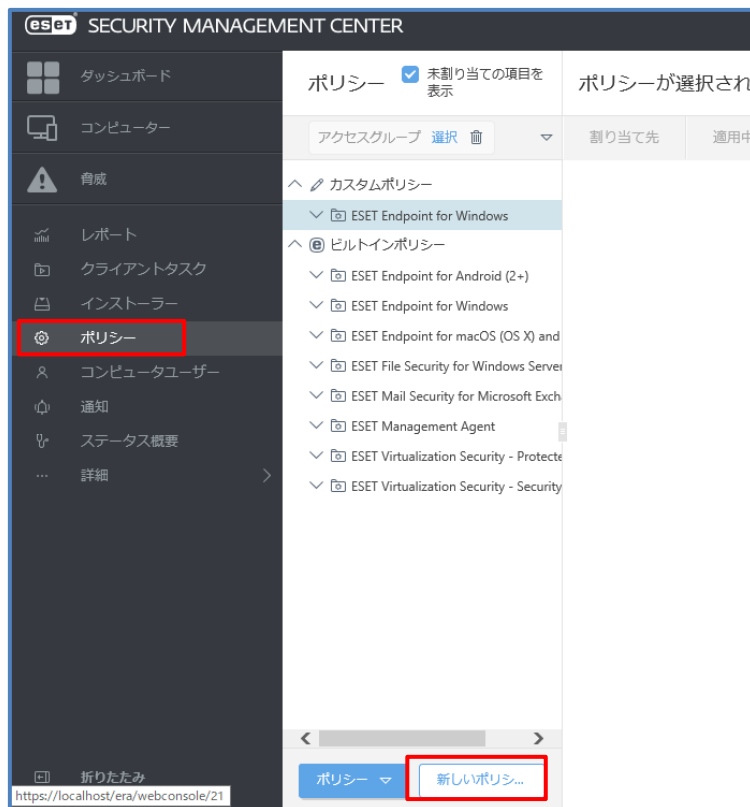 eset SECURITY MANAGEMENT CENTER
ダッシュボード
コンピューター
脅威
レポート
クライアントタスク
インストーラー
ポリシー
コンピュータユーザー
通知
ステータス概要
詳細
折りたたみ
https://localhost/era/webconsole/21
ポリシー
未割り当ての項目を
表示
アクセスグループ 選択
カスタムポリシー
ESET Endpoint for Windows
ビルトインポリシー
ESET Endpoint for Android (2+)
ESET Endpoint for Windows
ESET Endpoint for macOS (OS X) and
ESET File Security for Windows Server
ESET Mail Security for Microsoft Exch
ESET Management Agent
ESET Virtualization Security - Protecte
ESET Virtualization Security - Security
ポリシー 新しいポリシ...
ポリシーが選択され
割り当て先 適用中